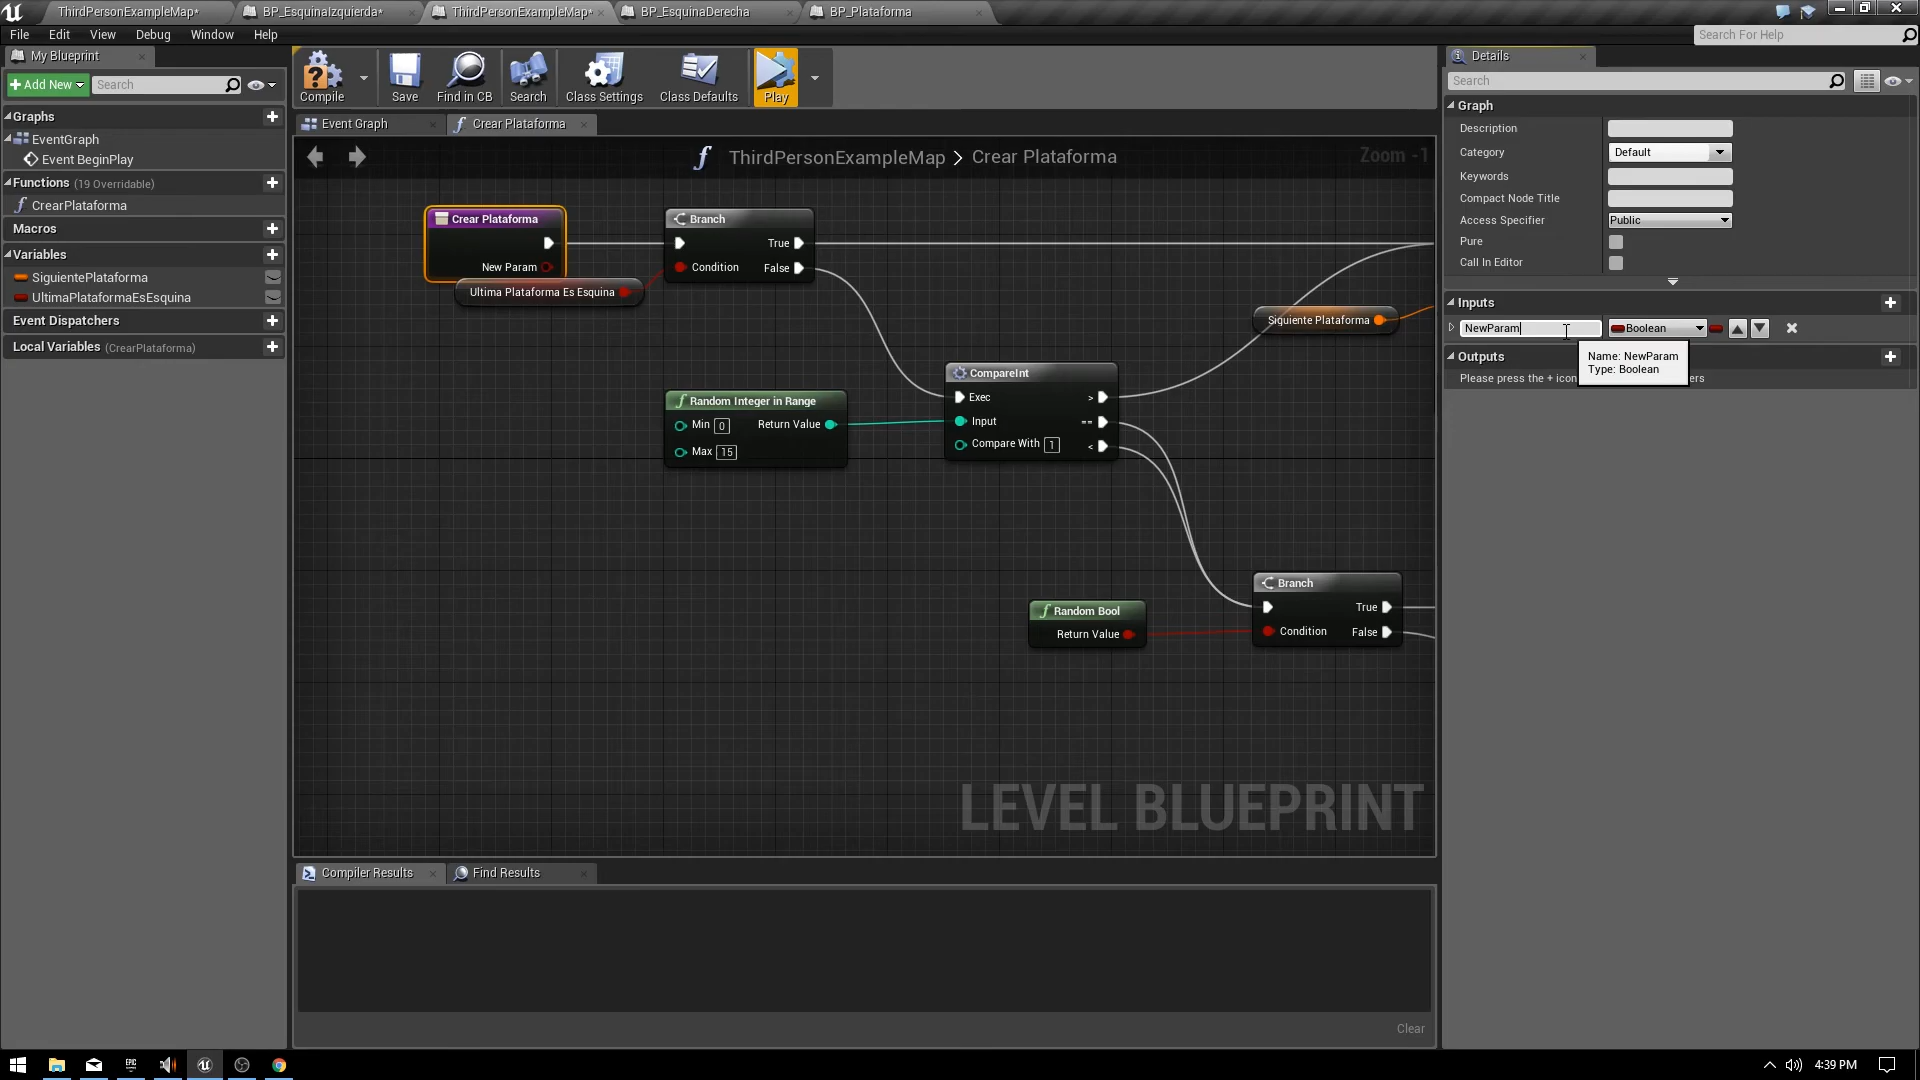 ThirdPersonExampleMap*
BP_EsquinaIzquierda*
ThirdPersonExampleMap*
BP_EsquinaDerecha
BP_Plataforma
File
Edit
View
Debug
Window
Help
Search For Help
My Blueprint
Add New
Search
Graphs
EventGraph
Event BeginPlay
Functions (19 Overridable)
CrearPlataforma
Macros
Variables
SiguientePlataforma
UltimaPlataformaEsEsquina
Event Dispatchers
Local Variables (CrearPlataforma)
Compile
Save
Find in CB
Search
Class Settings
Class Defaults
Play
Event Graph
Crear Plataforma
ThirdPersonExampleMap > Crear Plataforma
Zoom -1
Crear Plataforma
New Param
Ultima Plataforma Es Esquina
Branch
True
Condition
False
Siguiente Plataforma
CompareInt
Exec
>
Input
==
Compare With 1
<
Random Integer in Range
Min 0
Return Value
Max 15
Random Bool
Return Value
Branch
True
Condition
False
LEVEL BLUEPRINT
Compiler Results
Find Results
Clear
Details
Search
Graph
Description
Category
Default
Keywords
Compact Node Title
Access Specifier
Public
Pure
Call In Editor
Inputs
NewParam
Boolean
Name: NewParam
Type: Boolean
Outputs
Please press the + icon
ters
4:39 PM